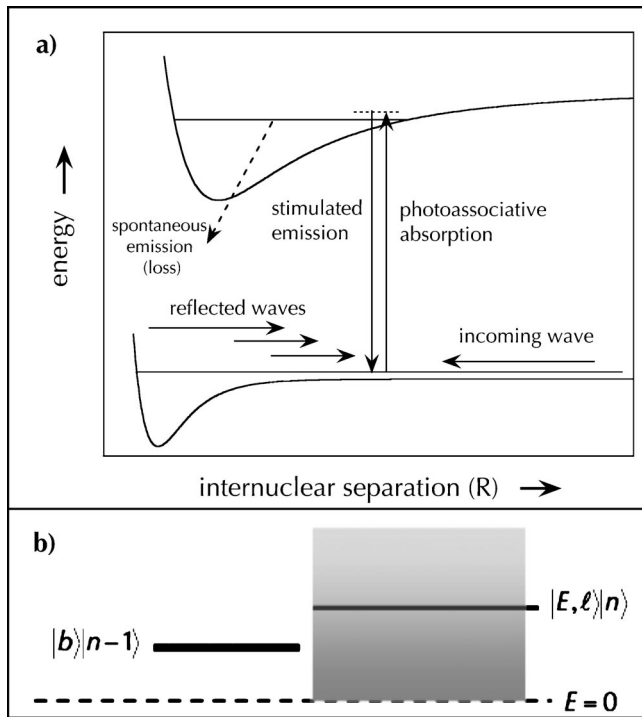 a)
energy
spontaneous
emission
(loss)
stimulated
emission
photoassociative
absorption
reflected waves
incoming wave
internuclear separation (R)
b)
|b⟩|n−1⟩
|E,ℓ⟩|n⟩
E=0